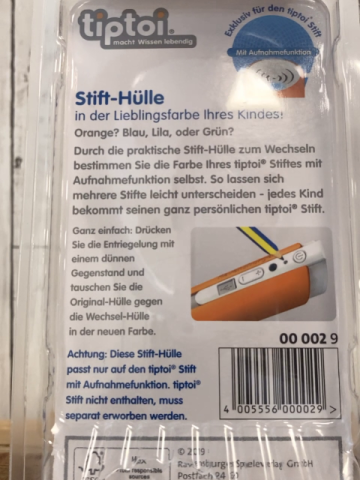 tiptoi®
macht Wissen lebendig
Exklusiv für den tiptoi® Stift
Mit Aufnahmefunktion
Stift-Hülle
in der Lieblingsfarbe Ihres Kindes!
Orange? Blau, Lila, oder Grün?
Durch die praktische Stift-Hülle zum Wechseln
bestimmen Sie die Farbe Ihres tiptoi® Stiftes mit
Aufnahmefunktion selbst. So lassen sich
mehrere Stifte leicht unterscheiden - jedes Kind
bekommt seinen ganz persönlichen tiptoi® Stift.
Ganz einfach: Drücken
Sie die Entriegelung mit
einem dünnen
Gegenstand und
tauschen Sie die
Original-Hülle gegen
die Wechsel-Hülle
in der neuen Farbe.
00 002 9
Achtung: Diese Stift-Hülle
passt nur auf den tiptoi® Stift
mit Aufnahmefunktion. tiptoi®
Stift nicht enthalten, muss
separat erworben werden.
4 005556 000029 >
© 2019
Ravensburger Spieleverlag GmbH
Postfach 24 60
responsible
sources